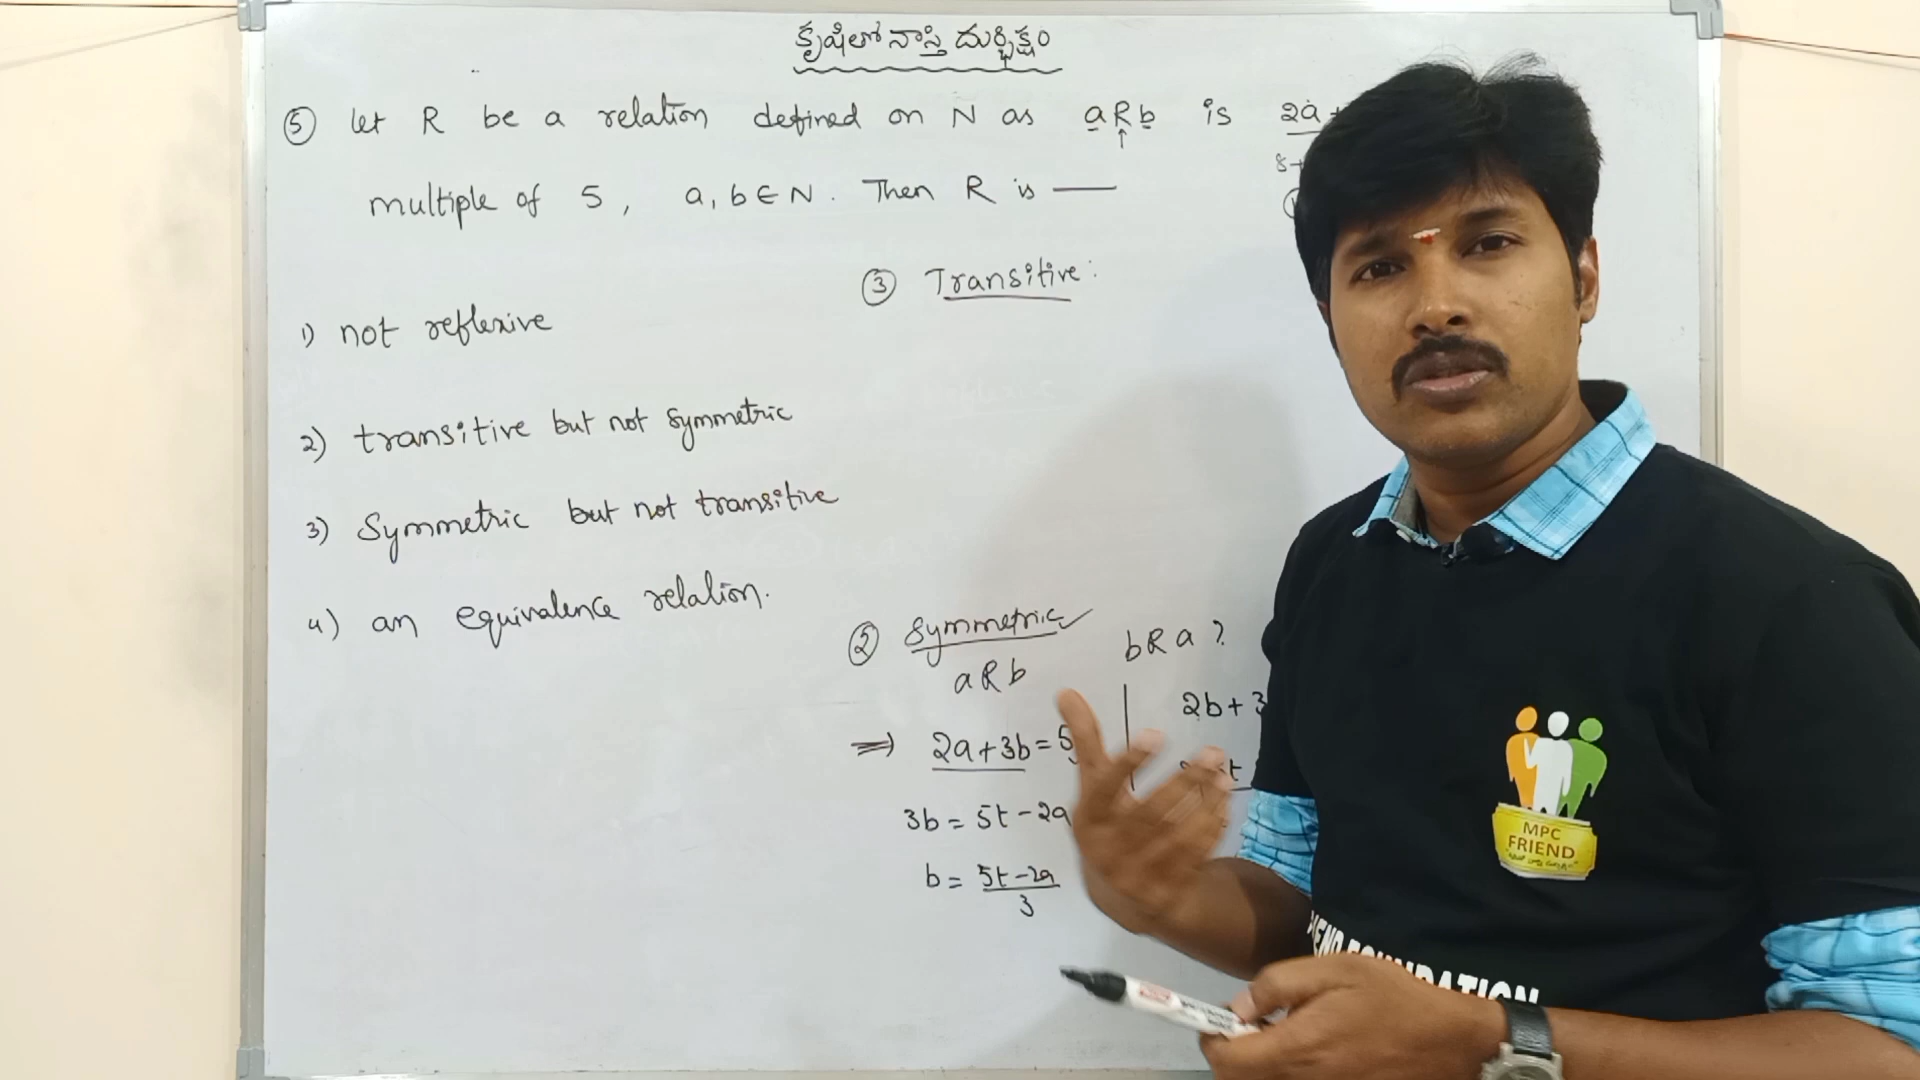 కృషితో నాస్తి దుర్భిక్షం
⑤ Let R be a relation defined on N as aRb is 2a+
multiple of 5, a, b ∈ N. Then R is —
8+
③ Transitive:
1) not reflexive
2) transitive but not symmetric
3) Symmetric but not transitive
4) an equivalence relation.
② Symmetric ✓
aRb
bRa?
⇒ 2a+3b = 5
2b+3
3b = 5t-2a
b = 5t-2a/3
MPC
FRIEND